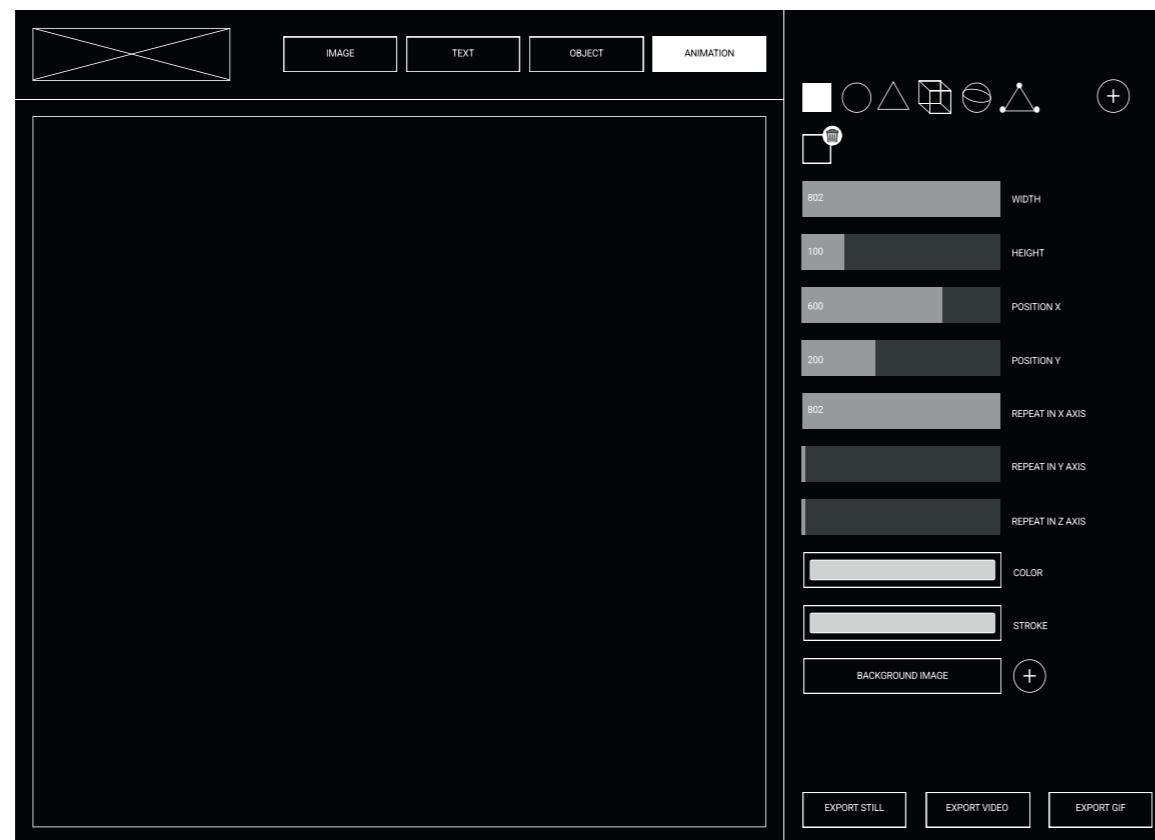 IMAGE
TEXT
OBJECT
ANIMATION
802
WIDTH
100
HEIGHT
600
POSITION X
200
POSITION Y
802
REPEAT IN X AXIS
REPEAT IN Y AXIS
REPEAT IN Z AXIS
COLOR
STROKE
BACKGROUND IMAGE
EXPORT STILL
EXPORT VIDEO
EXPORT GIF